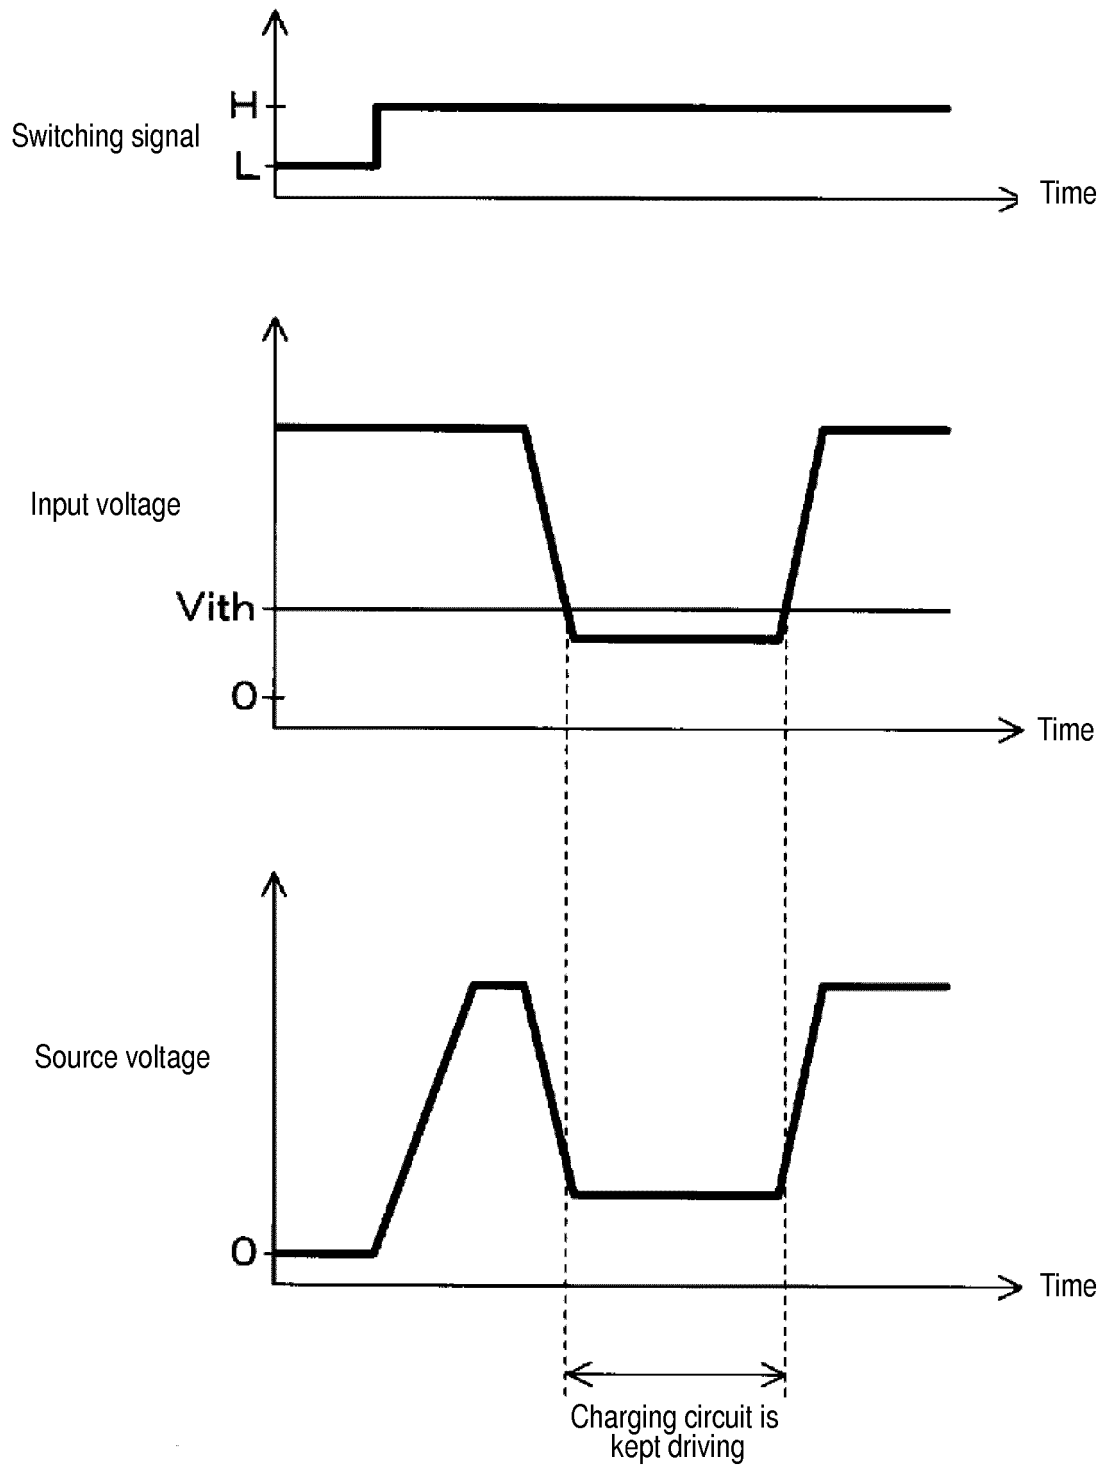 H
Switching signal
L
Time
Input voltage
Vith
0
Time
Source voltage
0
Time
Charging circuit is
kept driving